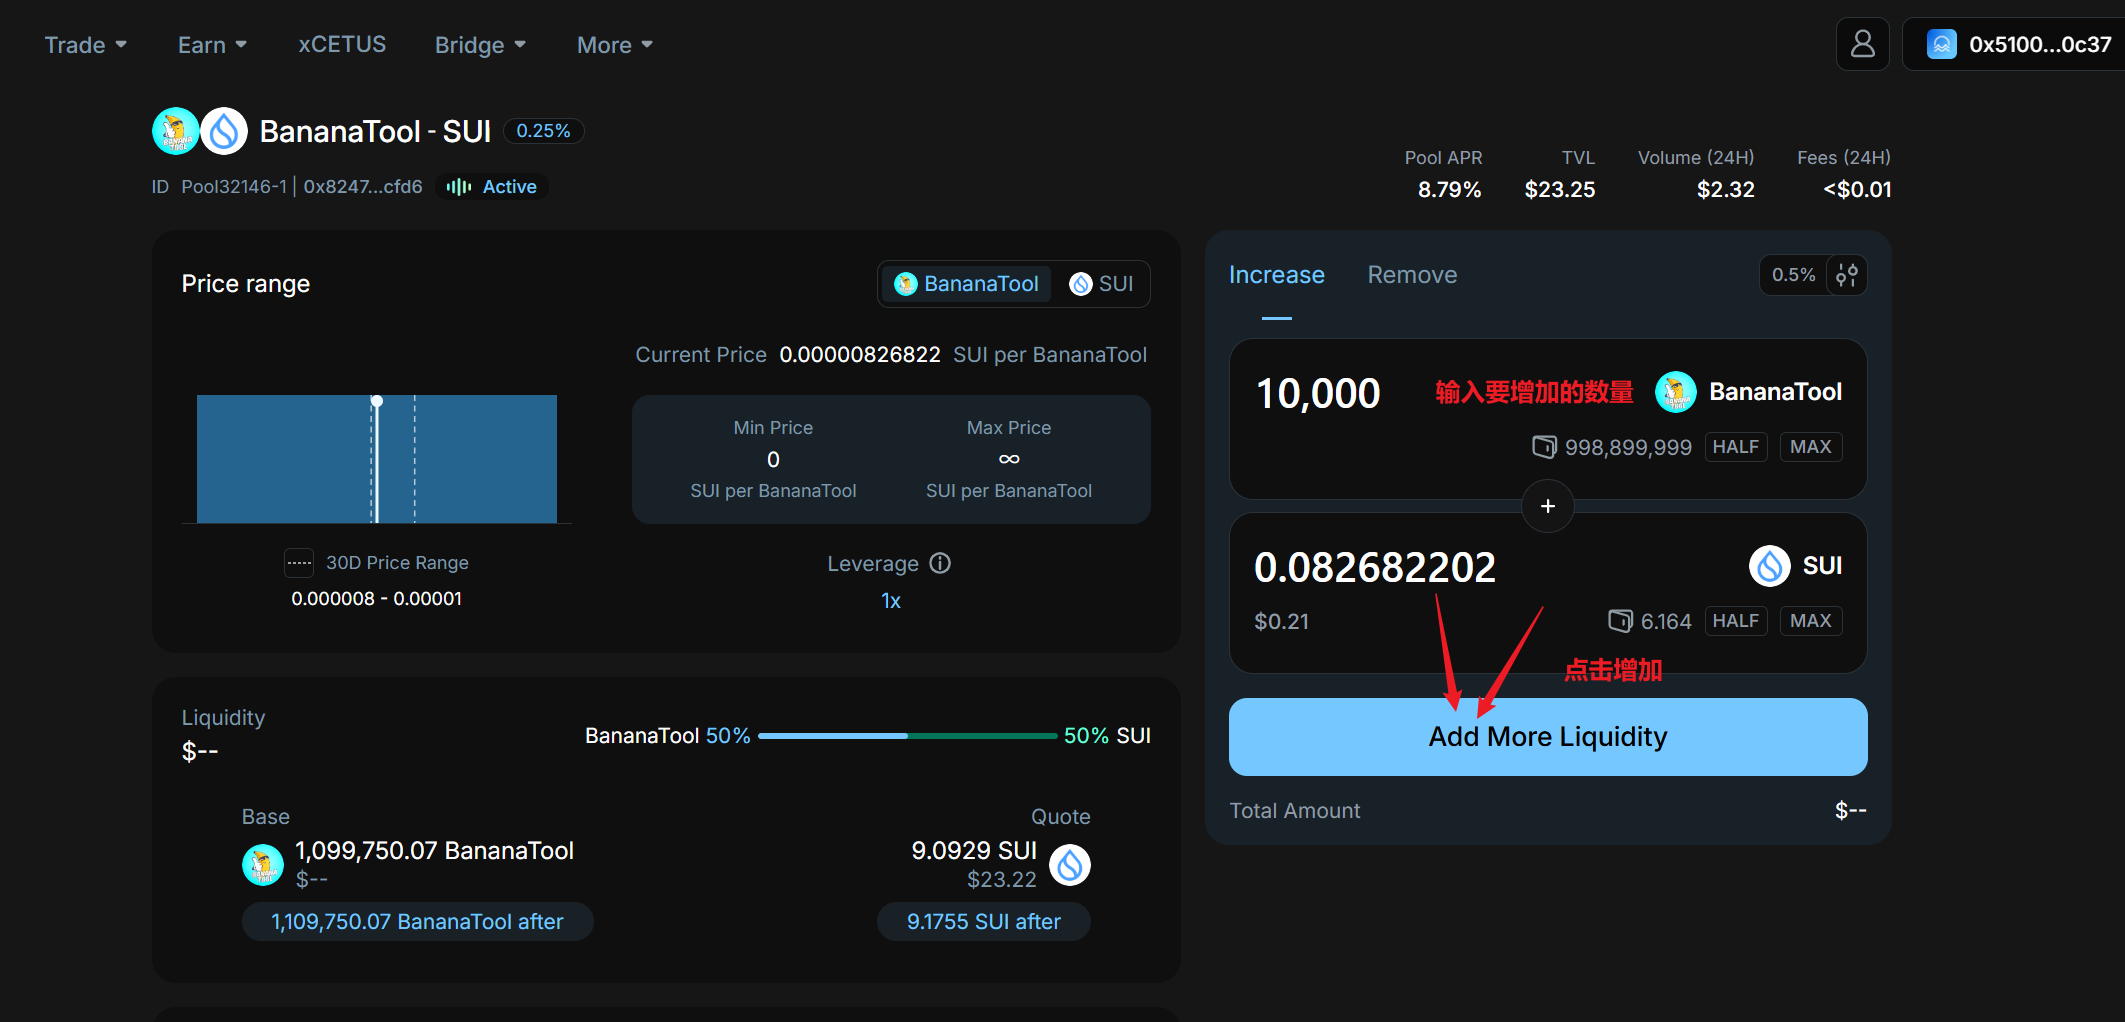 Trade Earn xCETUS Bridge More 0x5100...0c37
BananaTool - SUI 0.25%
ID Pool32146-1 | 0x8247...cfd6 Active
Pool APR TVL Volume (24H) Fees (24H)
8.79% $23.25 $2.32 <$0.01
Price range BananaTool SUI
Current Price 0.00000826822 SUI per BananaTool
Min Price Max Price
0 ∞
SUI per BananaTool SUI per BananaTool
30D Price Range
0.000008 - 0.00001
Leverage
1x
Liquidity
$--
BananaTool 50% 50% SUI
Base Quote
1,099,750.07 BananaTool 9.0929 SUI
$-- $23.22
1,109,750.07 BananaTool after 9.1755 SUI after
Increase Remove 0.5%
10,000 输入要增加的数量 BananaTool
998,899,999 HALF MAX
+
0.082682202 SUI
$0.21 6.164 HALF MAX
点击增加
Add More Liquidity
Total Amount $--